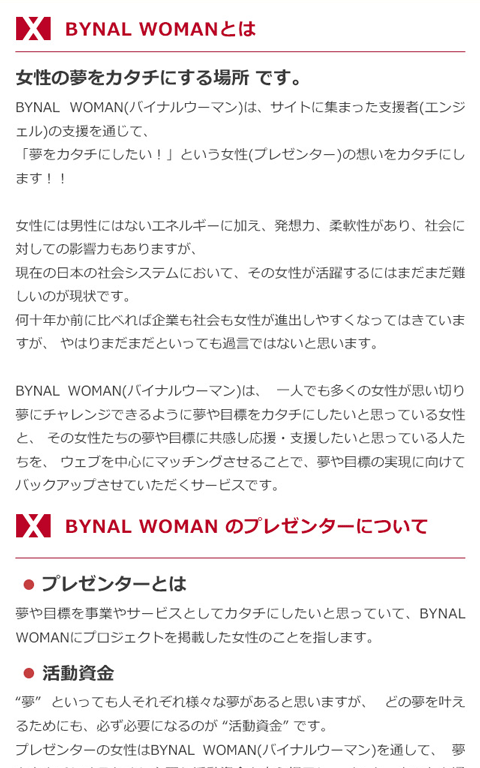 BYNAL WOMANとは
女性の夢をカタチにする場所 です。
BYNAL WOMAN(バイナルウーマン)は、サイトに集まった支援者(エンジ
ェル)の支援を通じて、
「夢をカタチにしたい！」という女性(プレゼンター)の想いをカタチにし
ます！！
女性には男性にはないエネルギーに加え、発想力、柔軟性があり、社会に
対しての影響力もありますが、
現在の日本の社会システムにおいて、その女性が活躍するにはまだまだ難
しいのが現状です。
何十年か前に比べれば企業も社会も女性が進出しやすくなってはきていま
すが、 やはりまだまだといっても過言ではないと思います。
BYNAL WOMAN(バイナルウーマン)は、 一人でも多くの女性が思い切り
夢にチャレンジできるように夢や目標をカタチにしたいと思っている女性
と、 その女性たちの夢や目標に共感し応援・支援したいと思っている人た
ちを、 ウェブを中心にマッチングさせることで、夢や目標の実現に向けて
バックアップさせていただくサービスです。
BYNAL WOMAN のプレゼンターについて
プレゼンターとは
夢や目標を事業やサービスとしてカタチにしたいと思っていて、BYNAL
WOMANにプロジェクトを掲載した女性のことを指します。
活動資金
“夢” といっても人それぞれ様々な夢があると思いますが、 どの夢を叶え
るためにも、必ず必要になるのが “活動資金” です。
プレゼンターの女性はBYNAL WOMAN(バイナルウーマン)を通して、 夢